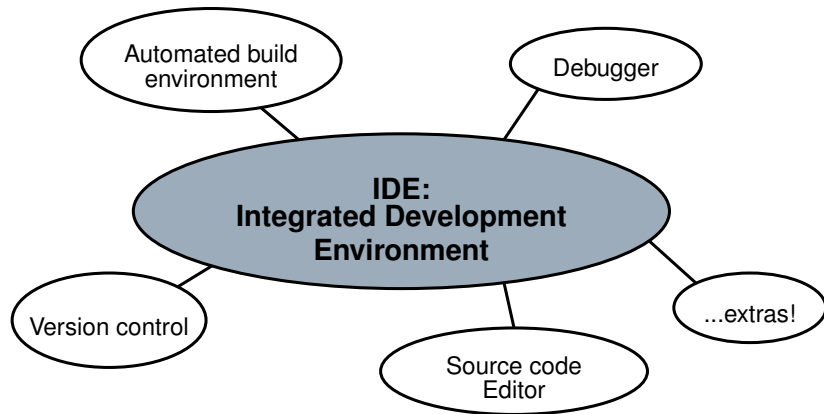 Automated build
environment
Debugger
IDE:
Integrated Development
Environment
Version control
...extras!
Source code
Editor